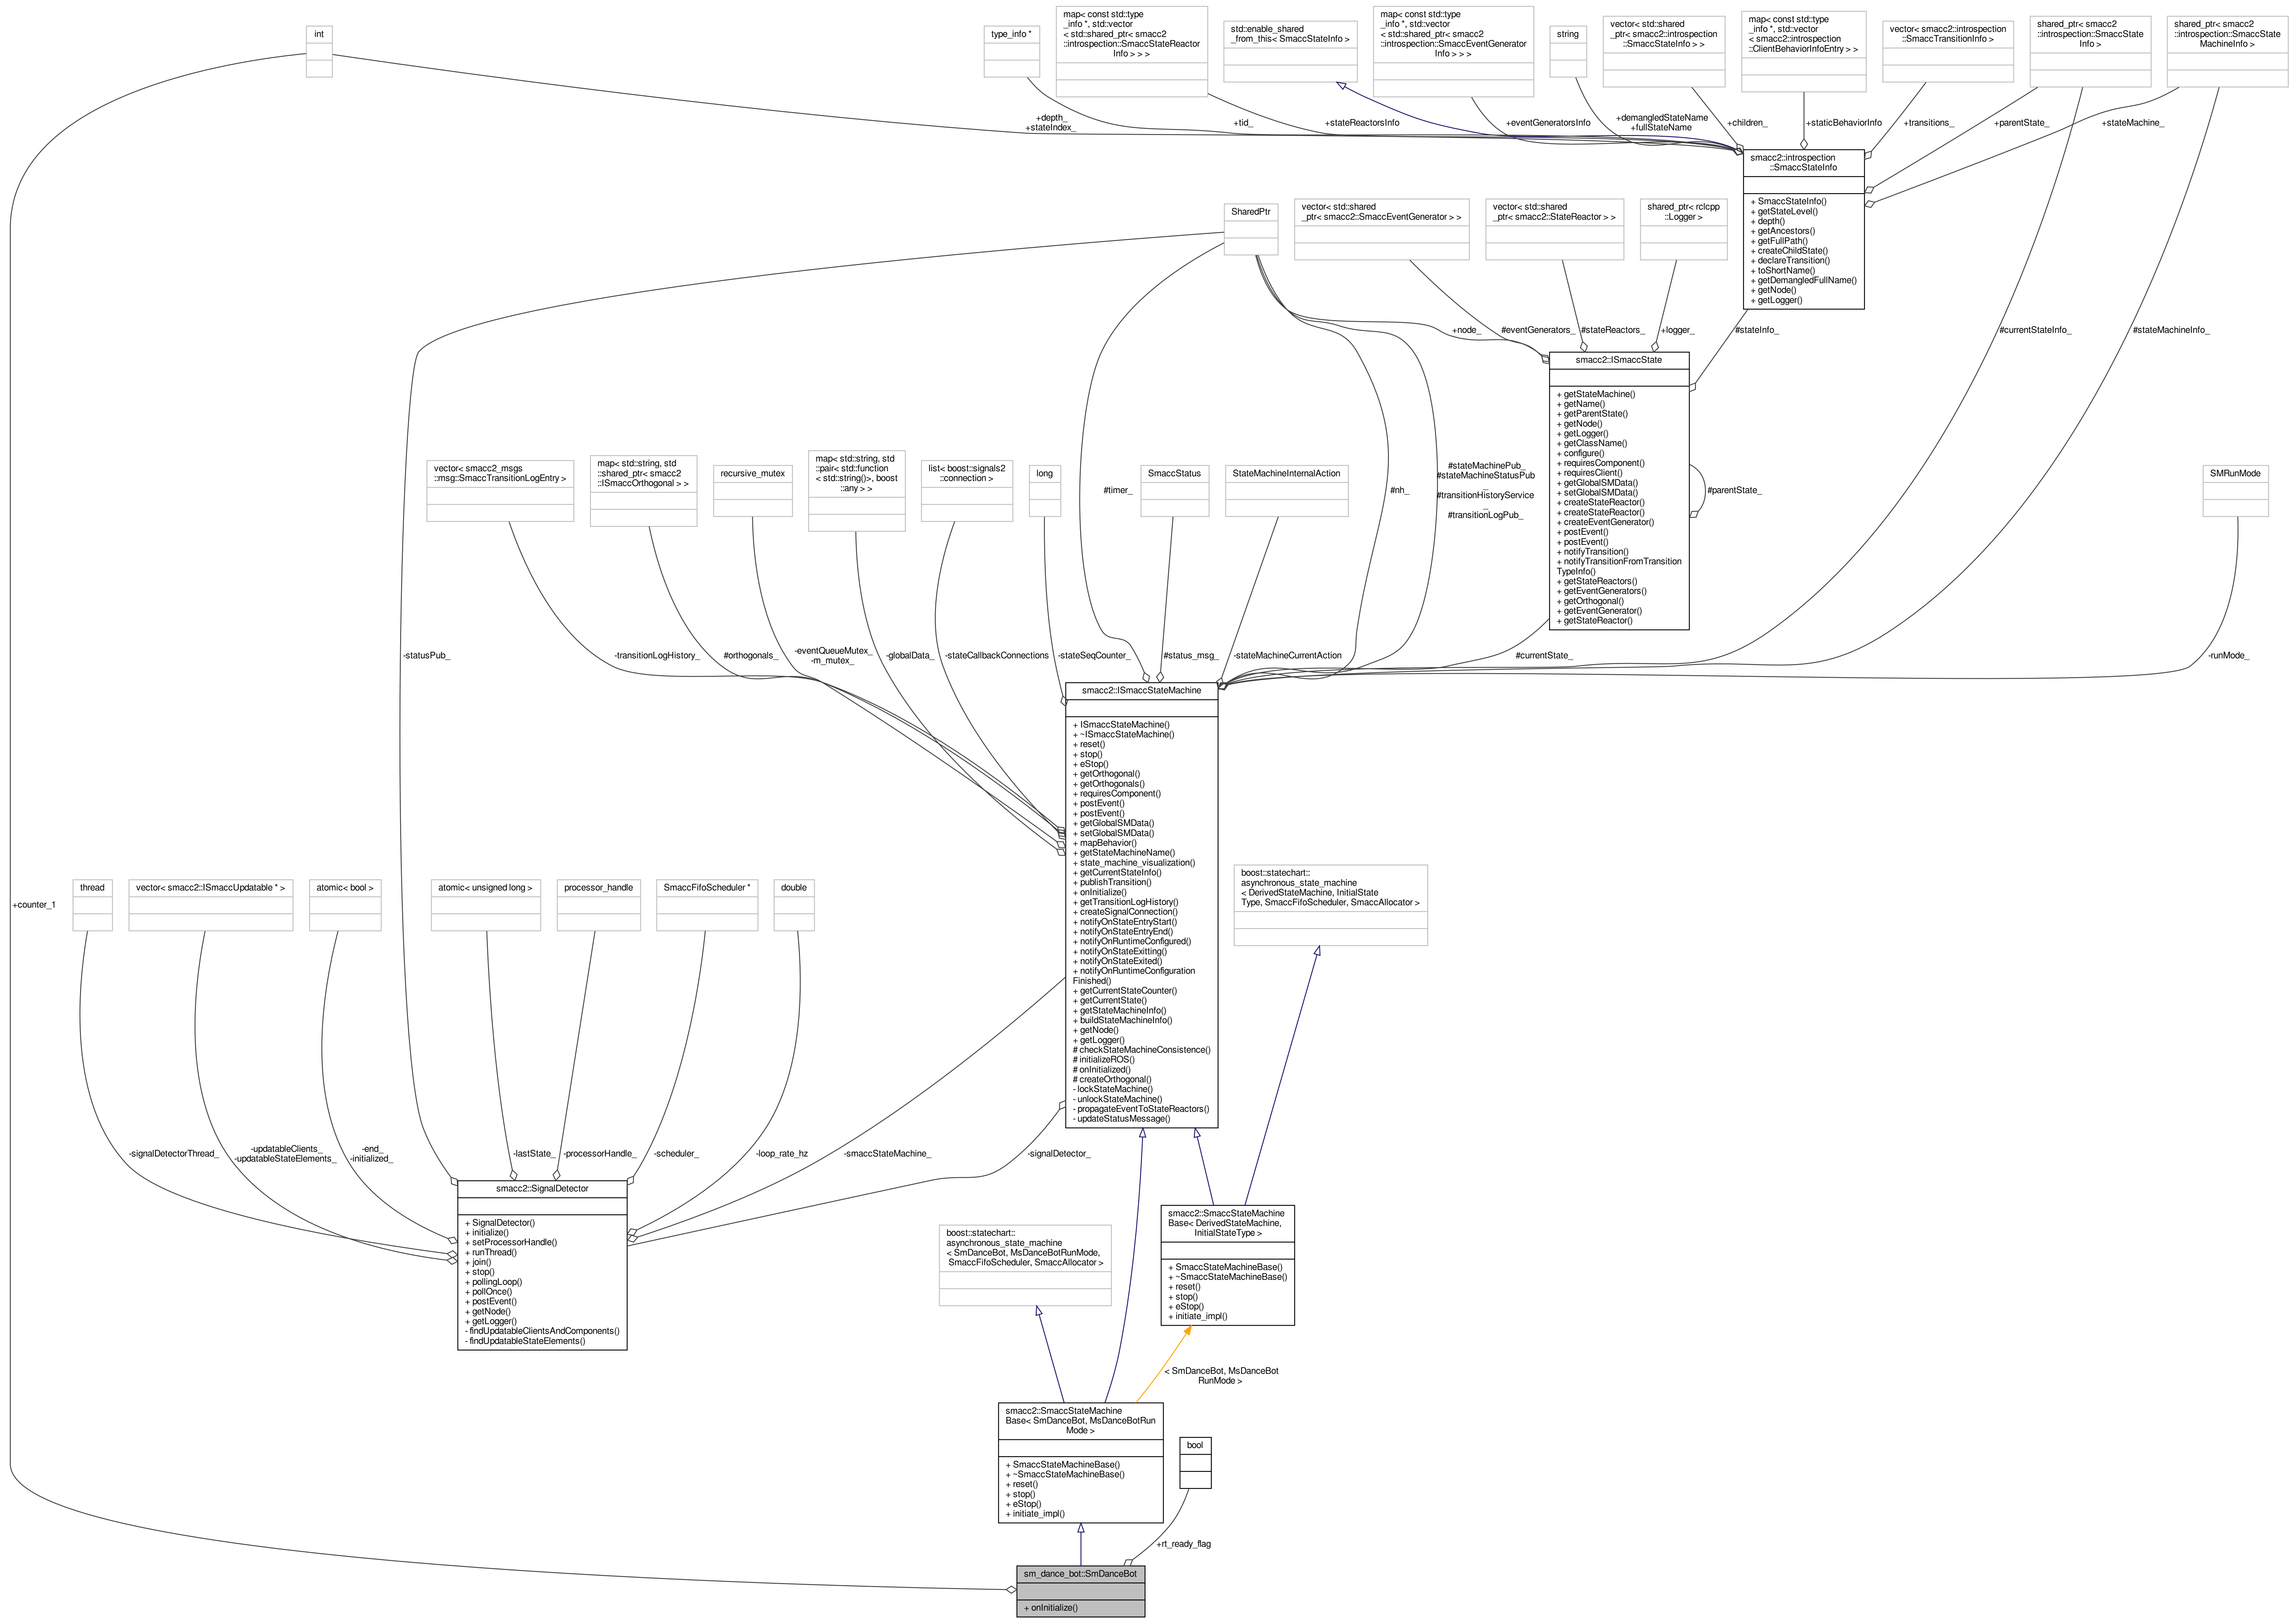 int
type_info *
map< const std::type
_info *, std::vector
< std::shared_ptr< smacc2
::introspection::SmaccStateReactor
Info > > >
std::enable_shared
_from_this< SmaccStateInfo >
map< const std::type
_info *, std::vector
< std::shared_ptr< smacc2
::introspection::SmaccEventGenerator
Info > > >
string
vector< std::shared
_ptr< smacc2::introspection
::SmaccStateInfo > >
map< const std::type
_info *, std::vector
< smacc2::introspection
::ClientBehaviorInfoEntry > >
vector< smacc2::introspection
::SmaccTransitionInfo >
shared_ptr< smacc2
::introspection::SmaccState
Info >
shared_ptr< smacc2
::introspection::SmaccState
MachineInfo >
+depth_
+stateIndex_
+tid_
+stateReactorsInfo
+eventGeneratorsInfo
+demangledStateName
+fullStateName
+children_
+staticBehaviorInfo
+transitions_
+parentState_
+stateMachine_
smacc2::introspection
::SmaccStateInfo
+ SmaccStateInfo()
+ getStateLevel()
+ depth()
+ getAncestors()
+ getFullPath()
+ createChildState()
+ declareTransition()
+ toShortName()
+ getDemangledFullName()
+ getNode()
+ getLogger()
SharedPtr
vector< std::shared
_ptr< smacc2::SmaccEventGenerator > >
vector< std::shared
_ptr< smacc2::StateReactor > >
shared_ptr< rclcpp
::Logger >
+node_
#eventGenerators_
#stateReactors_
+logger_
#stateInfo_
#currentStateInfo_
#stateMachineInfo_
smacc2::ISmaccState
+ getStateMachine()
+ getName()
+ getParentState()
+ getNode()
+ getLogger()
+ getClassName()
+ configure()
+ requiresComponent()
+ requiresClient()
+ getGlobalSMData()
+ setGlobalSMData()
+ createStateReactor()
+ createStateReactor()
+ createEventGenerator()
+ postEvent()
+ postEvent()
+ notifyTransition()
+ notifyTransitionFromTransition
TypeInfo()
+ getStateReactors()
+ getEventGenerators()
+ getOrthogonal()
+ getEventGenerator()
+ getStateReactor()
#parentState_
vector< smacc2_msgs
::msg::SmaccTransitionLogEntry >
map< std::string, std
::shared_ptr< smacc2
::ISmaccOrthogonal > >
recursive_mutex
map< std::string, std
::pair< std::function
< std::string()>, boost
::any > >
list< boost::signals2
::connection >
long
SmaccStatus
StateMachineInternalAction
SMRunMode
#timer_
#nh_
#stateMachinePub_
#stateMachineStatusPub
_
#transitionHistoryService
_
#transitionLogPub_
-statusPub_
-transitionLogHistory_
#orthogonals_
-eventQueueMutex_
-m_mutex_
-globalData_
-stateCallbackConnections
-stateSeqCounter_
#status_msg_
-stateMachineCurrentAction
#currentState_
-runMode_
smacc2::ISmaccStateMachine
+ ISmaccStateMachine()
+ ~ISmaccStateMachine()
+ reset()
+ stop()
+ eStop()
+ getOrthogonal()
+ getOrthogonals()
+ requiresComponent()
+ postEvent()
+ postEvent()
+ getGlobalSMData()
+ setGlobalSMData()
+ mapBehavior()
+ getStateMachineName()
+ state_machine_visualization()
+ getCurrentStateInfo()
+ publishTransition()
+ onInitialize()
+ getTransitionLogHistory()
+ createSignalConnection()
+ notifyOnStateEntryStart()
+ notifyOnStateEntryEnd()
+ notifyOnRuntimeConfigured()
+ notifyOnStateExitting()
+ notifyOnStateExited()
+ notifyOnRuntimeConfiguration
Finished()
+ getCurrentStateCounter()
+ getCurrentState()
+ getStateMachineInfo()
+ buildStateMachineInfo()
+ getNode()
+ getLogger()
# checkStateMachineConsistence()
# initializeROS()
# onInitialized()
# createOrthogonal()
- lockStateMachine()
- unlockStateMachine()
- propagateEventToStateReactors()
- updateStatusMessage()
+counter_1
thread
vector< smacc2::ISmaccUpdatable * >
atomic< bool >
atomic< unsigned long >
processor_handle
SmaccFifoScheduler *
double
boost::statechart::
asynchronous_state_machine
< DerivedStateMachine, InitialState
Type, SmaccFifoScheduler, SmaccAllocator >
-signalDetectorThread_
-updatableClients_
-updatableStateElements_
-end_
-initialized_
-lastState_
-processorHandle_
-scheduler_
-loop_rate_hz
-smaccStateMachine_
-signalDetector_
smacc2::SignalDetector
+ SignalDetector()
+ initialize()
+ setProcessorHandle()
+ runThread()
+ join()
+ stop()
+ pollingLoop()
+ pollOnce()
+ postEvent()
+ getNode()
+ getLogger()
- findUpdatableClientsAndComponents()
- findUpdatableStateElements()
boost::statechart::
asynchronous_state_machine
< SmDanceBot, MsDanceBotRunMode,
SmaccFifoScheduler, SmaccAllocator >
smacc2::SmaccStateMachine
Base< DerivedStateMachine,
InitialStateType >
+ SmaccStateMachineBase()
+ ~SmaccStateMachineBase()
+ reset()
+ stop()
+ eStop()
+ initiate_impl()
< SmDanceBot, MsDanceBot
RunMode >
smacc2::SmaccStateMachine
Base< SmDanceBot, MsDanceBotRun
Mode >
+ SmaccStateMachineBase()
+ ~SmaccStateMachineBase()
+ reset()
+ stop()
+ eStop()
+ initiate_impl()
bool
+rt_ready_flag
sm_dance_bot::SmDanceBot
+ onInitialize()